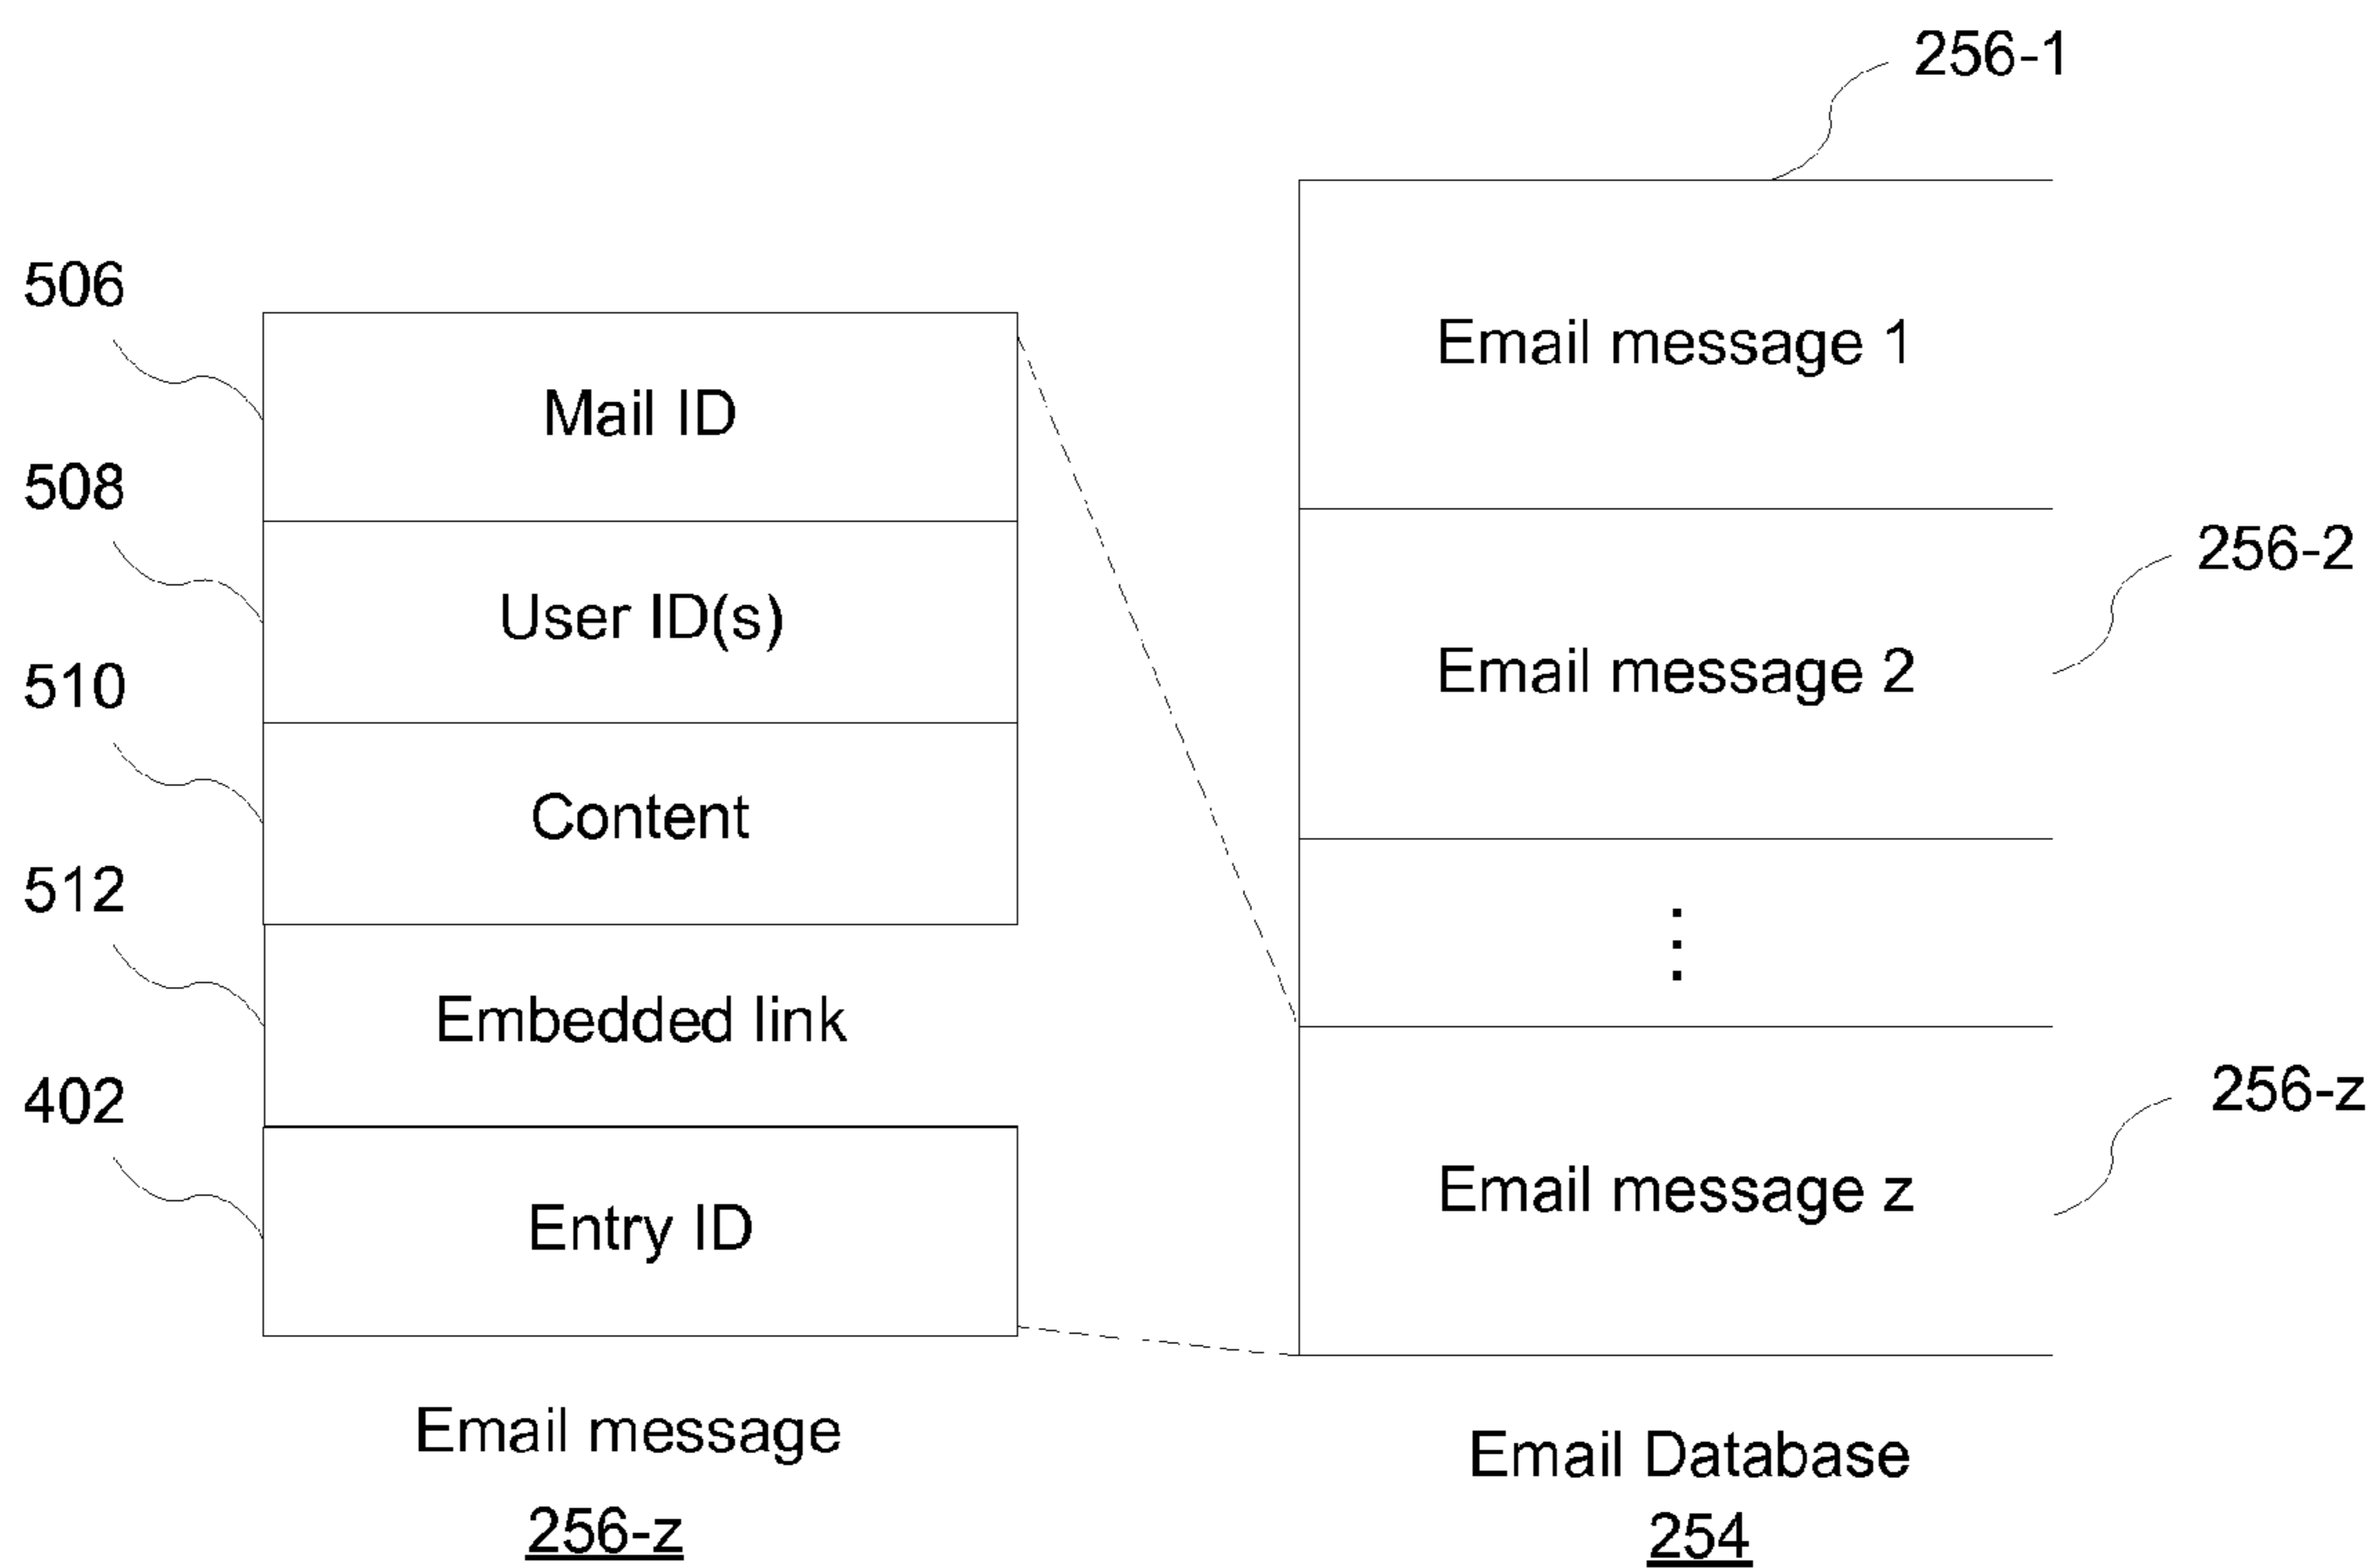 256-1
506
Email message 1
Mail ID
508
256-2
User ID(s)
Email message 2
510
Content
512
Embedded link
402
256-z
Email message z
Entry ID
Email message
256-z
Email Database
254